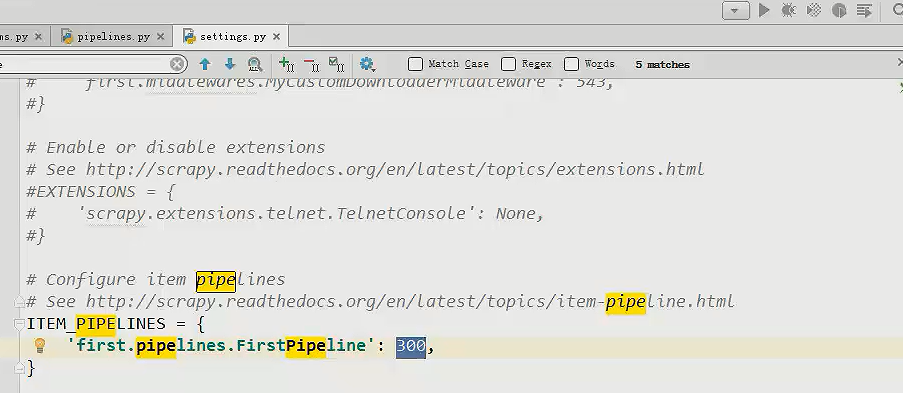 ms.py × pipelines.py × settings.py ×
e Match Case Regex Words 5 matches
# 'first.middlewares.MyCustomDownloaderMiddleware': 543,
#}
# Enable or disable extensions
# See http://scrapy.readthedocs.org/en/latest/topics/extensions.html
#EXTENSIONS = {
# 'scrapy.extensions.telnet.TelnetConsole': None,
#}
# Configure item pipelines
# See http://scrapy.readthedocs.org/en/latest/topics/item-pipeline.html
ITEM_PIPELINES = {
'first.pipelines.FirstPipeline': 300,
}